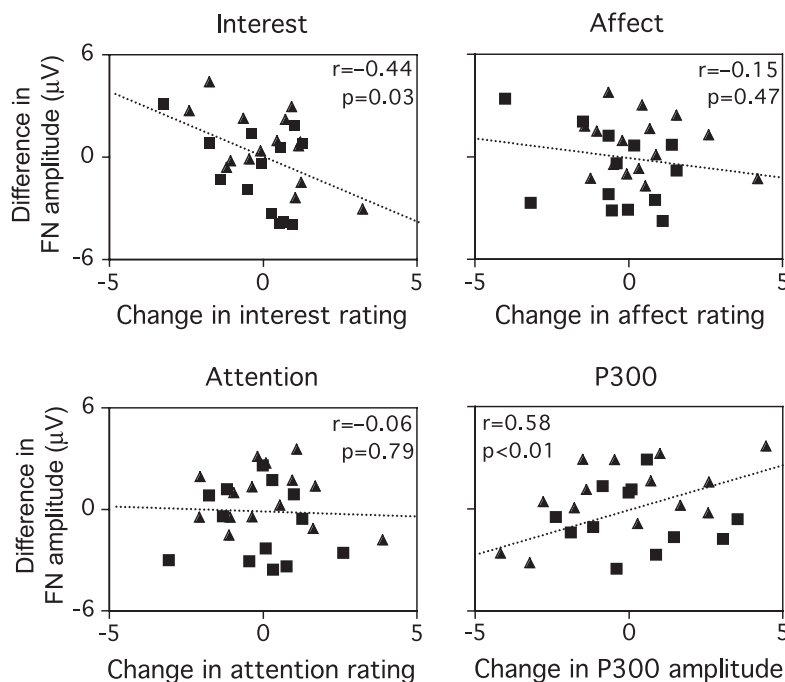 Interest
Difference in
FN amplitude (μV)
6
0
-6
r=-0.44
p=0.03
-5
0
5
Change in interest rating
Affect
r=-0.15
p=0.47
-5
0
5
Change in affect rating
Attention
Difference in
FN amplitude (μV)
6
0
-6
r=-0.06
p=0.79
-5
0
5
Change in attention rating
P300
r=0.58
p<0.01
-5
0
5
Change in P300 amplitude